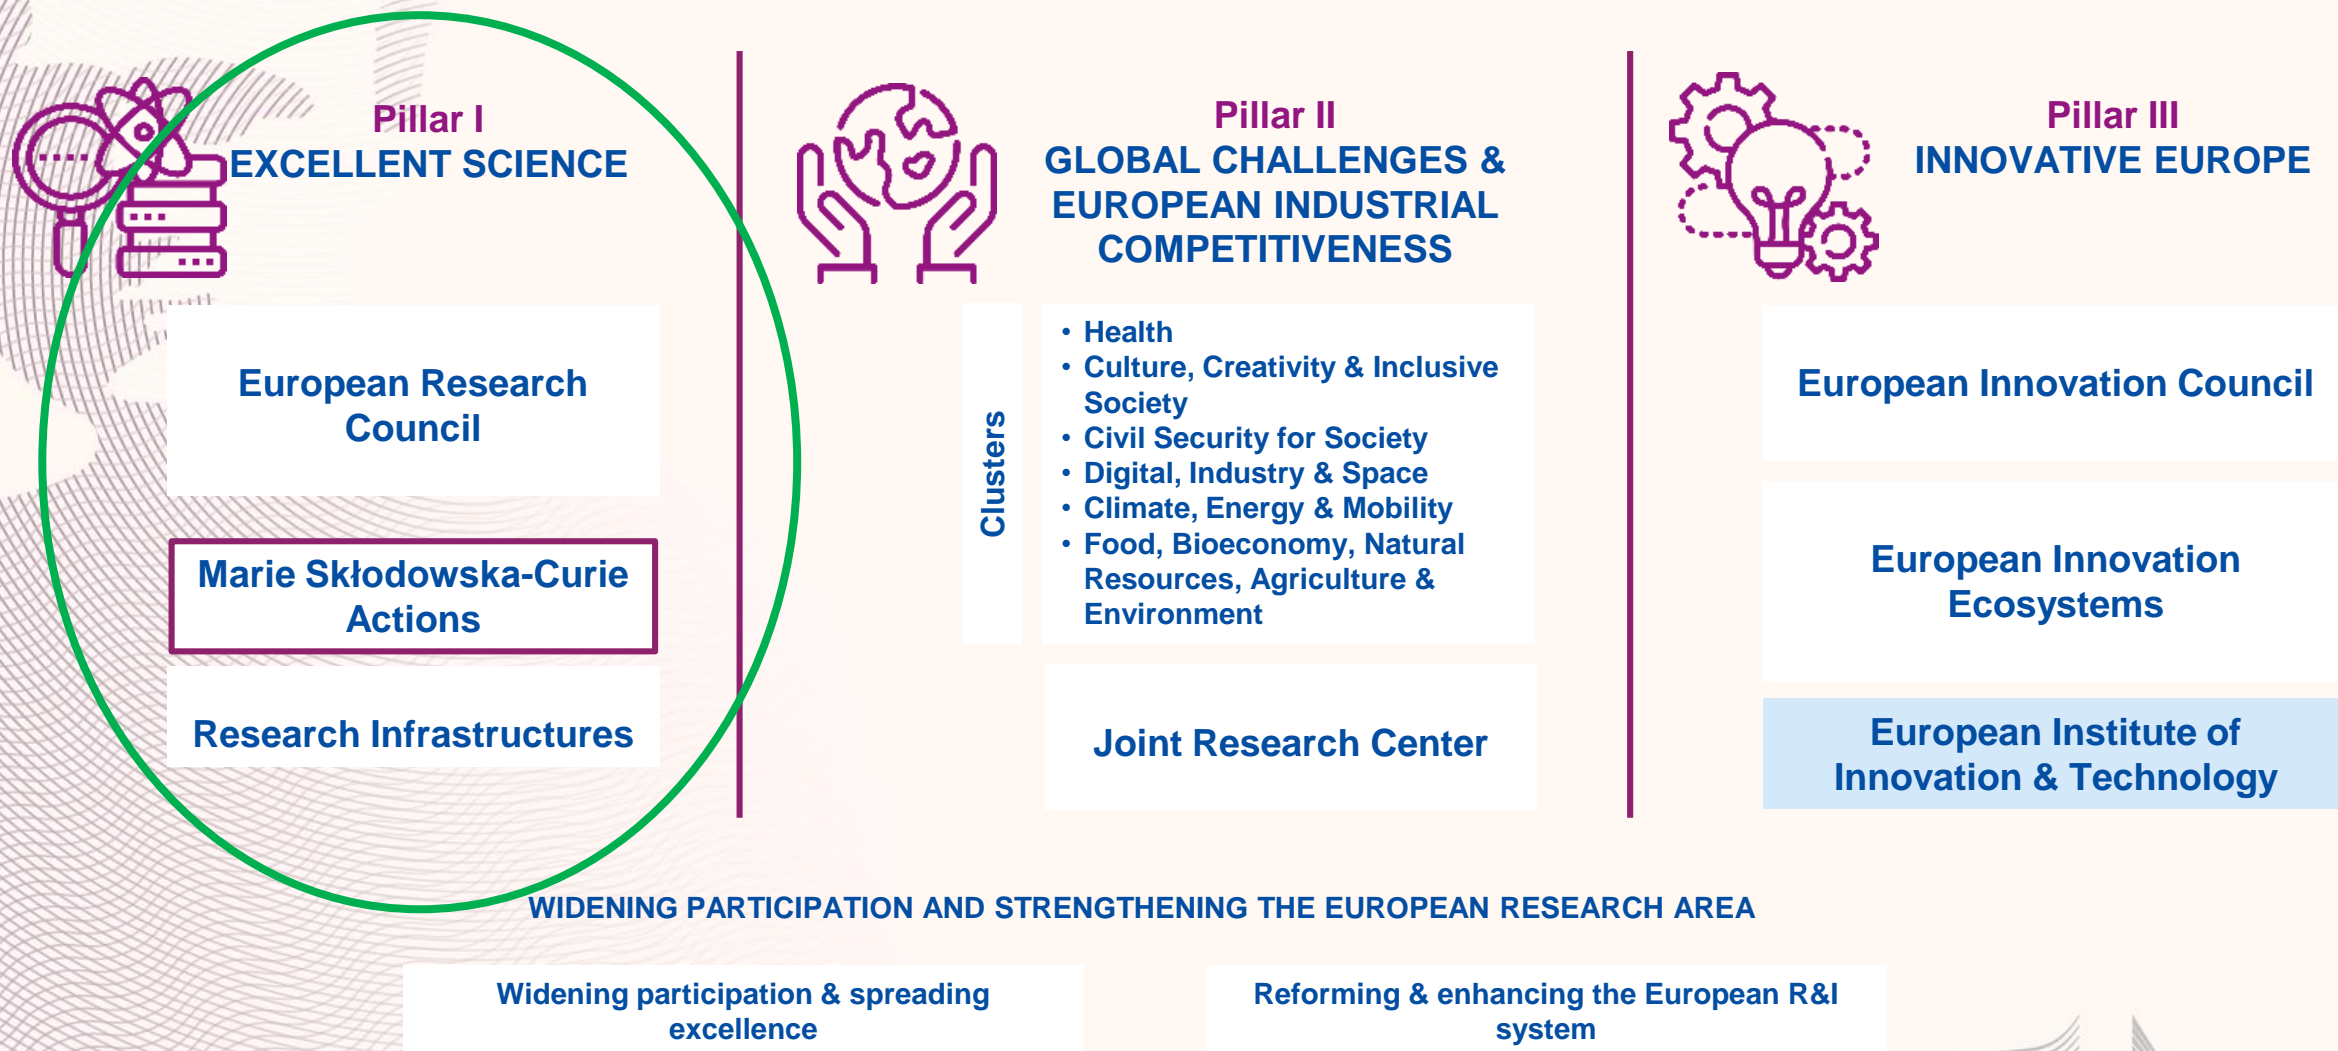 Pillar I
EXCELLENT SCIENCE
European Research
Council
Marie Skłodowska-Curie
Actions
Research Infrastructures
Pillar II
GLOBAL CHALLENGES &
EUROPEAN INDUSTRIAL
COMPETITIVENESS
Clusters
• Health
• Culture, Creativity & Inclusive
Society
• Civil Security for Society
• Digital, Industry & Space
• Climate, Energy & Mobility
• Food, Bioeconomy, Natural
Resources, Agriculture &
Environment
Joint Research Center
Pillar III
INNOVATIVE EUROPE
European Innovation Council
European Innovation
Ecosystems
European Institute of
Innovation & Technology
WIDENING PARTICIPATION AND STRENGTHENING THE EUROPEAN RESEARCH AREA
Widening participation & spreading
excellence
Reforming & enhancing the European R&I
system